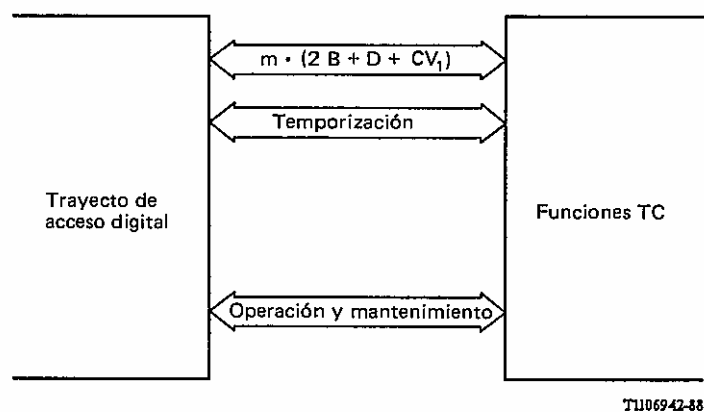 m • (2 B + D + CV₁)
Temporización
Trayecto de
acceso digital
Funciones TC
Operación y mantenimiento
T1106942-88